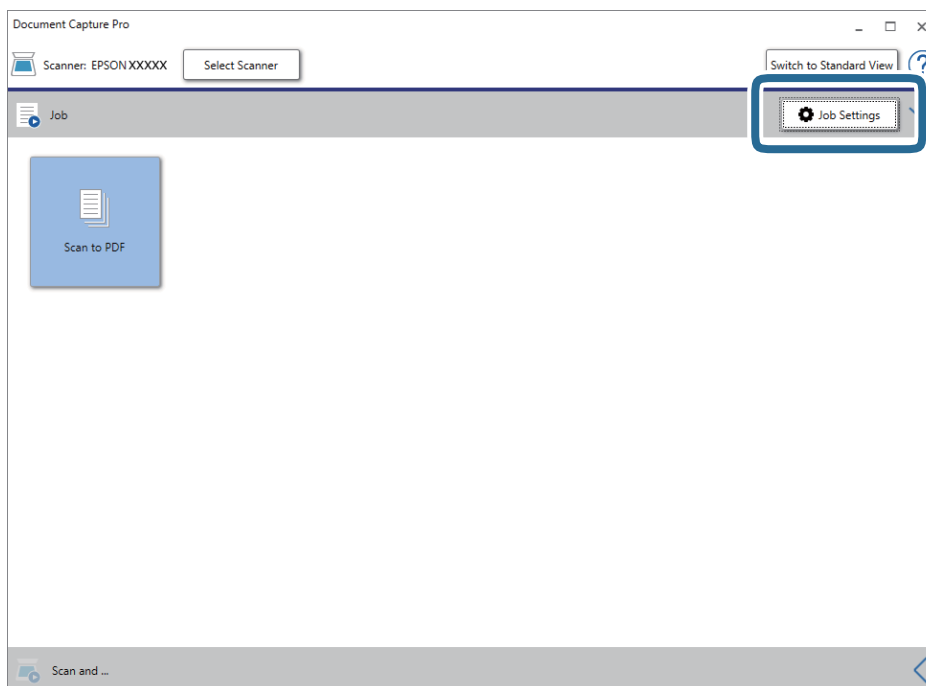 Document Capture Pro
Scanner: EPSON XXXXX
Select Scanner
Switch to Standard View
?
Job
Job Settings
Scan to PDF
Scan and ...